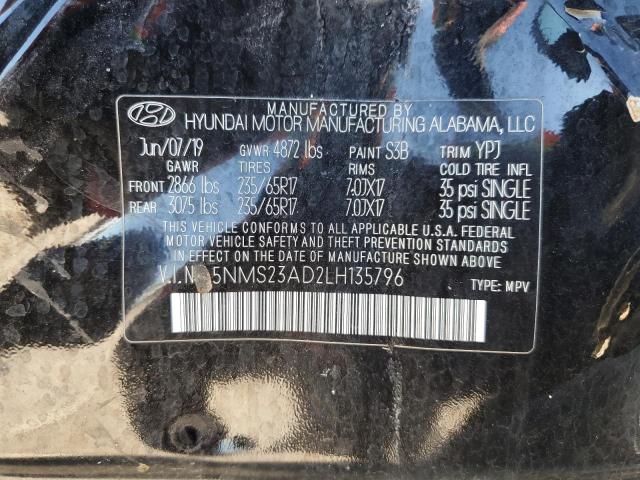 MANUFACTURED BY
HYUNDAI MOTOR MANUFACTURING ALABAMA, LLC
Jun/07/19 GVWR 4872 lbs PAINT S3B TRIM YPJ
GAWR TIRES RIMS COLD TIRE INFL
FRONT 2866 lbs 235/65R17 7.0JX17 35 psi SINGLE
REAR 3075 lbs 235/65R17 7.0JX17 35 psi SINGLE
THIS VEHICLE CONFORMS TO ALL APPLICABLE U.S.A. FEDERAL
MOTOR VEHICLE SAFETY AND THEFT PREVENTION STANDARDS
IN EFFECT ON THE DATE OF MANUFACTURE SHOWN ABOVE.
V.I.N 5NMS23AD2LH135796
TYPE: MPV